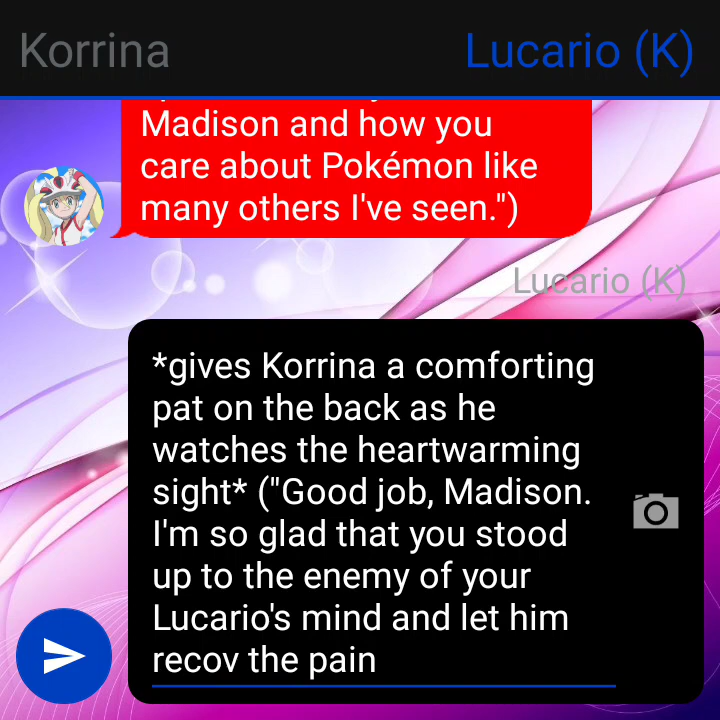 Korrina
Lucario (K)
Madison and how you
care about Pokémon like
many others I've seen.")
Lucario (K)
*gives Korrina a comforting
pat on the back as he
watches the heartwarming
sight* ("Good job, Madison.
I'm so glad that you stood
up to the enemy of your
Lucario's mind and let him
recov the pain